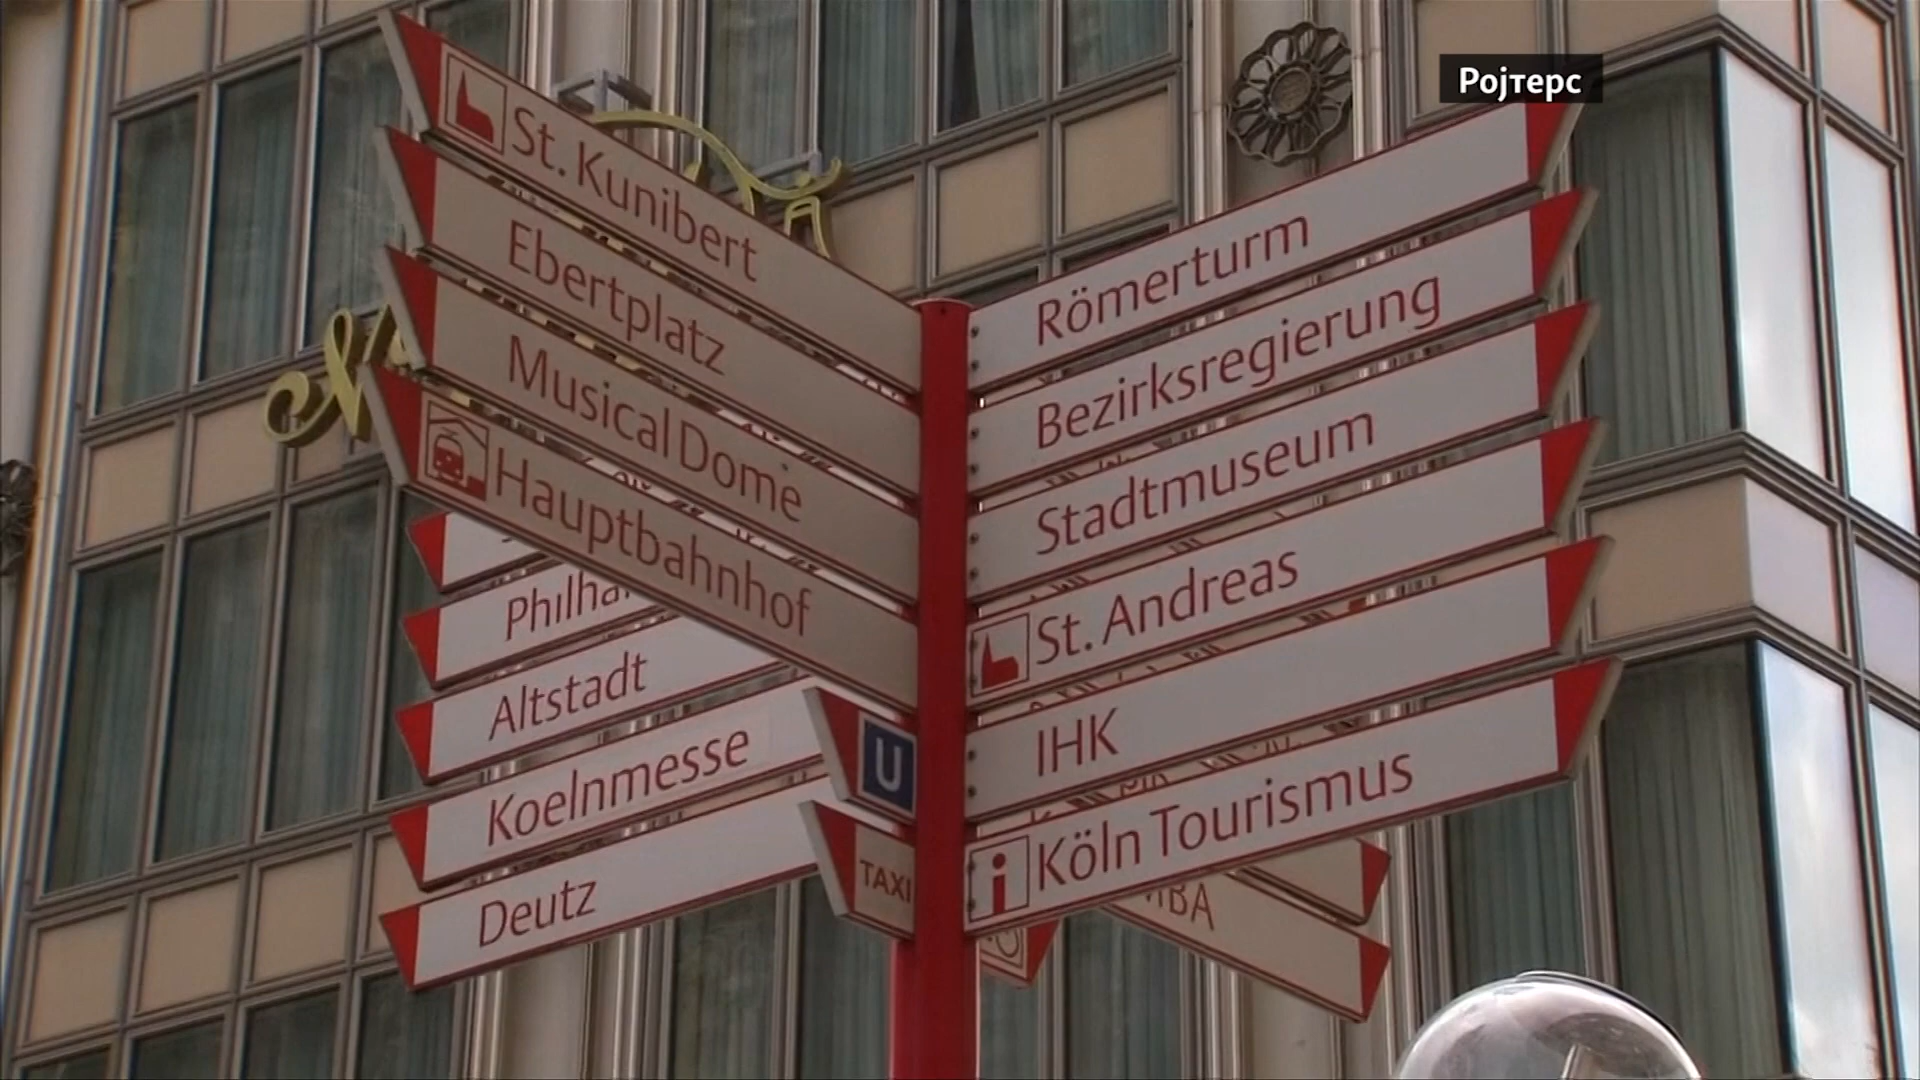 Ројтерс
St. Kunibert
Ebertplatz
Musical Dome
Hauptbahnhof
Altstadt
Koelnmesse
Deutz
U
TAXI
Römerturm
Bezirksregierung
Stadtmuseum
St. Andreas
IHK
i Köln Tourismus